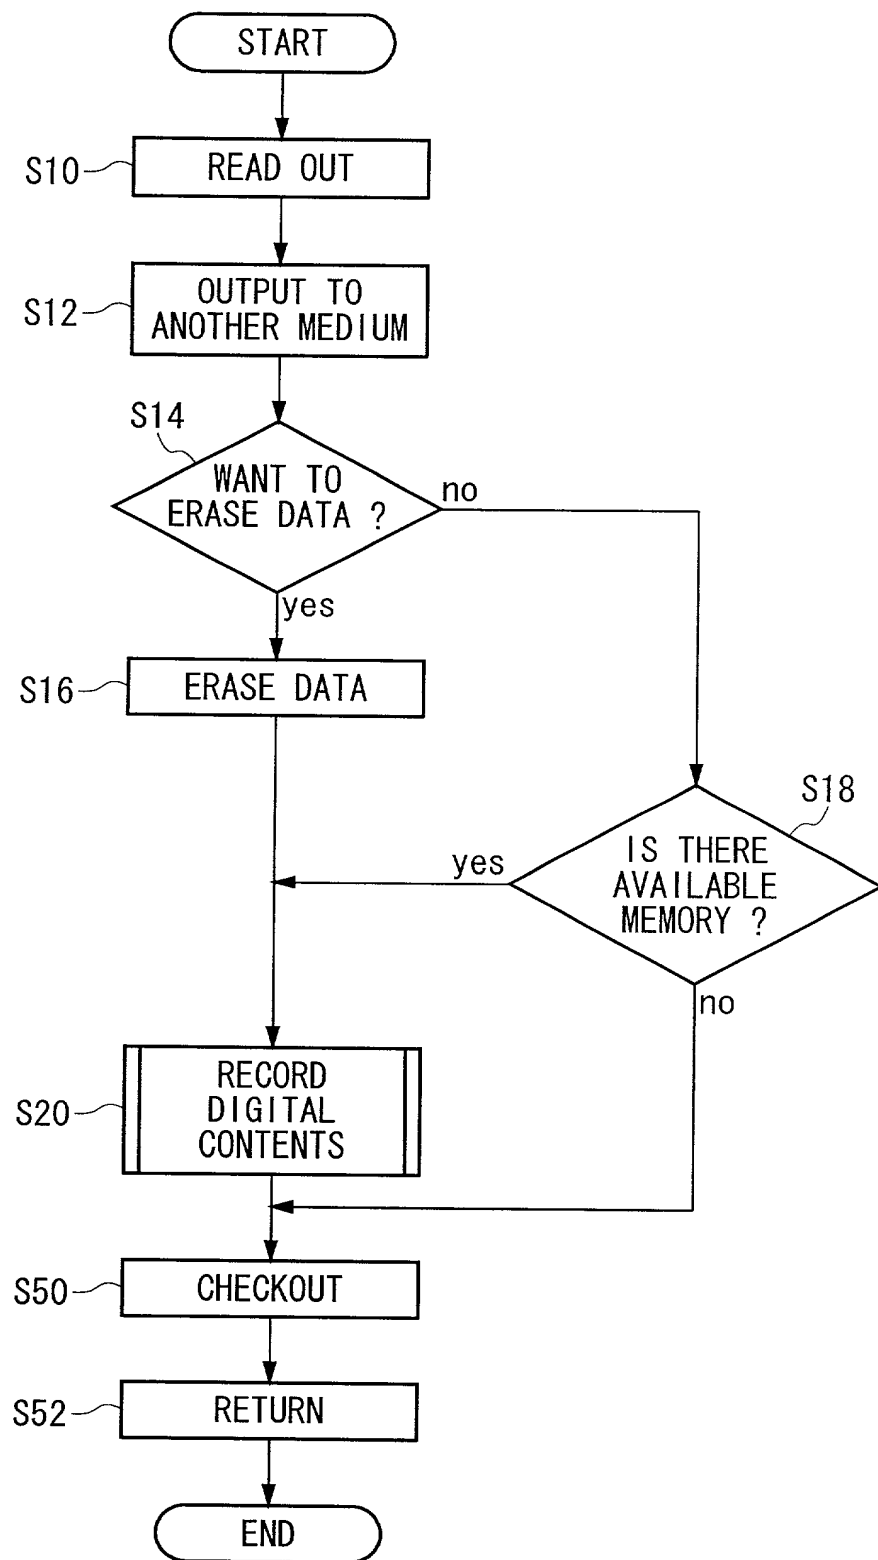 START
S10
READ OUT
S12
OUTPUT TO
ANOTHER MEDIUM
S14
WANT TO
ERASE DATA ?
no
yes
S16
ERASE DATA
S18
IS THERE
AVAILABLE
MEMORY ?
yes
no
S20
RECORD
DIGITAL
CONTENTS
S50
CHECKOUT
S52
RETURN
END